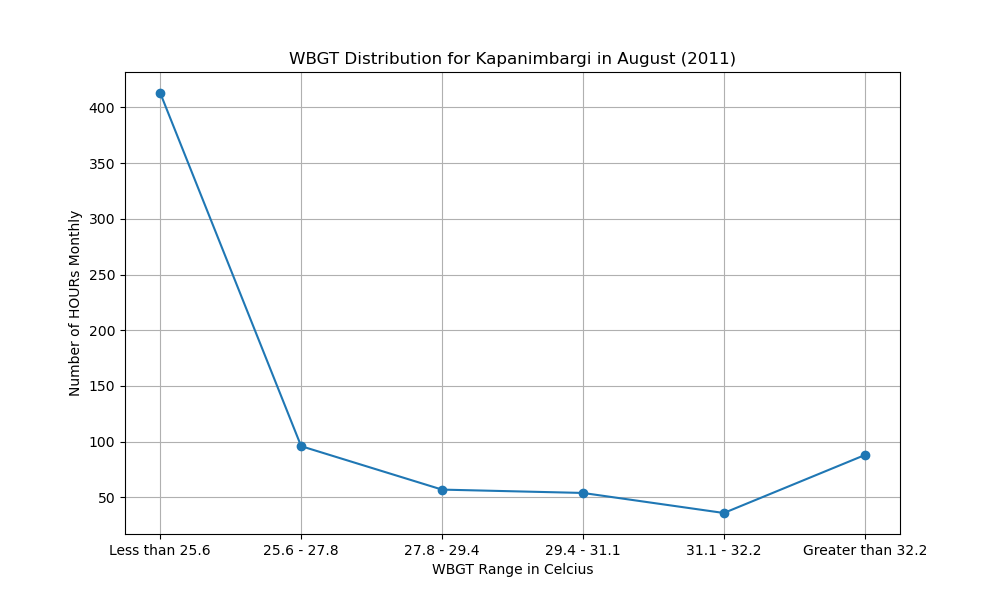 WBGT Distribution for Kapanimbargi in August (2011)
Number of HOURs Monthly
400
350
300
250
200
150
100
50
Less than 25.6 25.6 - 27.8 27.8 - 29.4 29.4 - 31.1 31.1 - 32.2 Greater than 32.2
WBGT Range in Celcius